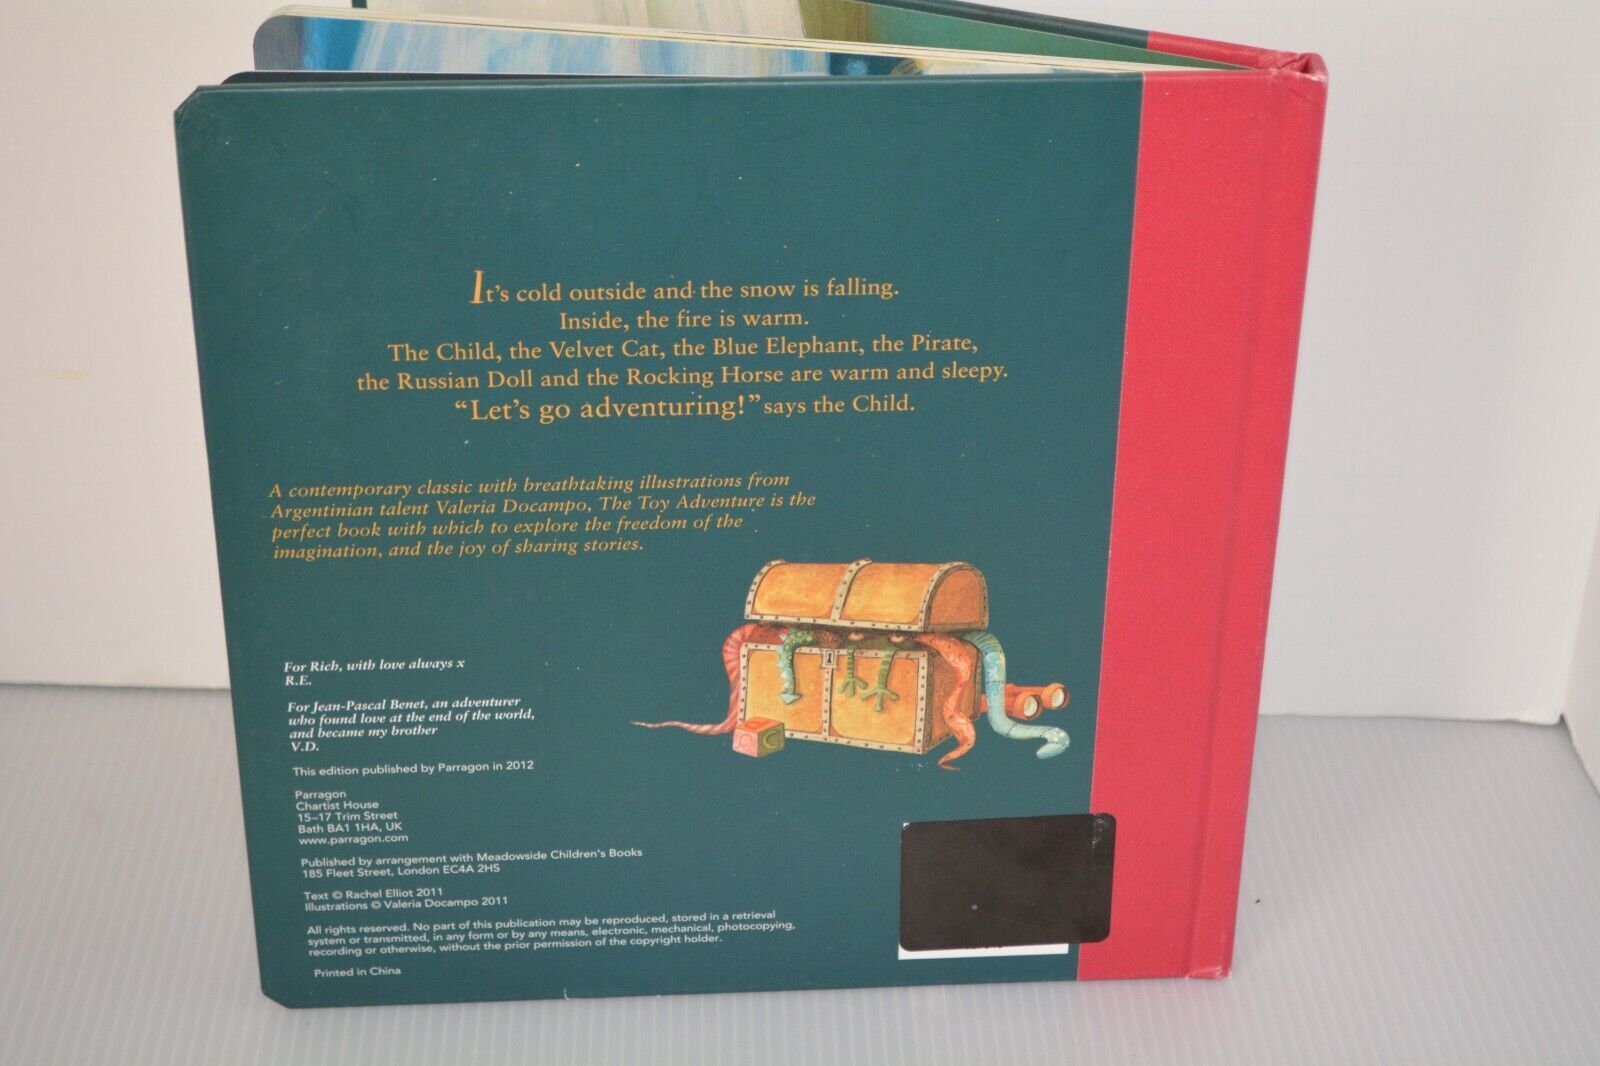 It's cold outside and the snow is falling.
Inside, the fire is warm.
The Child, the Velvet Cat, the Blue Elephant, the Pirate,
the Russian Doll and the Rocking Horse are warm and sleepy.
“Let's go adventuring!” says the Child.
A contemporary classic with breathtaking illustrations from
Argentinian talent Valeria Docampo, The Toy Adventure is the
perfect book with which to explore the freedom of the
imagination, and the joy of sharing stories.
For Rich, with love always x
R.E.
For Jean-Pascal Benet, an adventurer
who found love at the end of the world,
and became my brother
V.D.
This edition published by Parragon in 2012
Parragon
Chartist House
15–17 Trim Street
Bath BA1 1HA, UK
www.parragon.com
Published by arrangement with Meadowside Children's Books
185 Fleet Street, London EC4A 2HS
Text © Rachel Elliot 2011
Illustrations © Valeria Docampo 2011
All rights reserved. No part of this publication may be reproduced, stored in a retrieval
system or transmitted, in any form or by any means, electronic, mechanical, photocopying,
recording or otherwise, without the prior permission of the copyright holder.
Printed in China